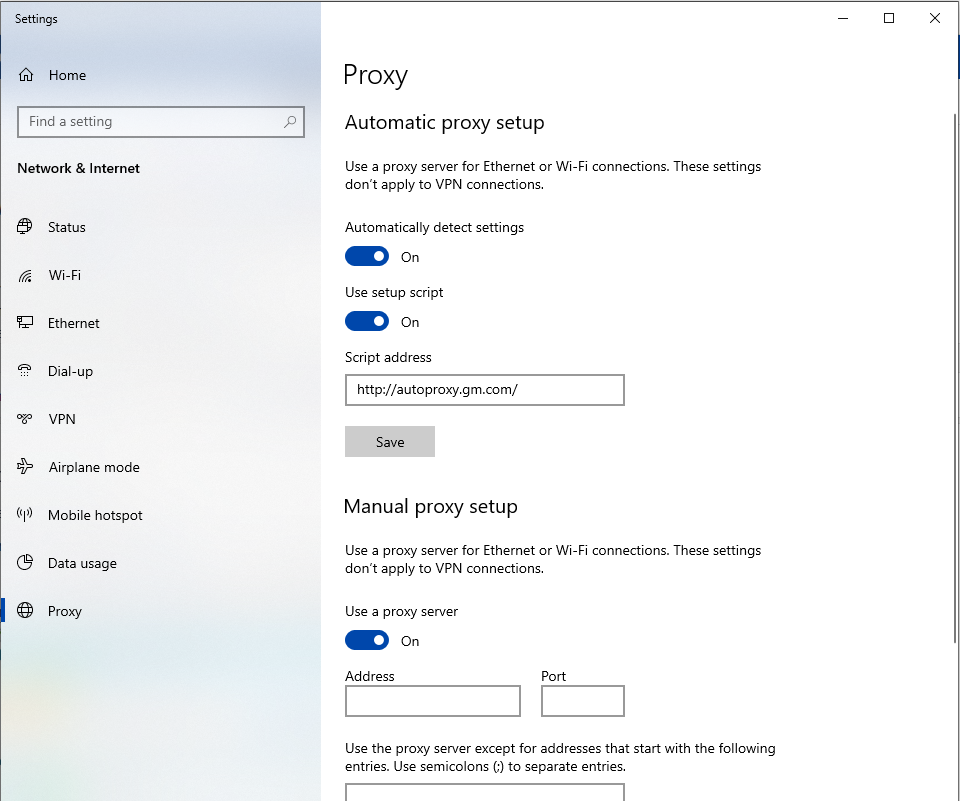 Settings
Home
Find a setting
Network & Internet
Status
Wi-Fi
Ethernet
Dial-up
VPN
Airplane mode
Mobile hotspot
Data usage
Proxy
Proxy
Automatic proxy setup
Use a proxy server for Ethernet or Wi-Fi connections. These settings
don't apply to VPN connections.
Automatically detect settings
On
Use setup script
On
Script address
http://autoproxy.gm.com/
Save
Manual proxy setup
Use a proxy server for Ethernet or Wi-Fi connections. These settings
don't apply to VPN connections.
Use a proxy server
On
Address Port
Use the proxy server except for addresses that start with the following
entries. Use semicolons (;) to separate entries.